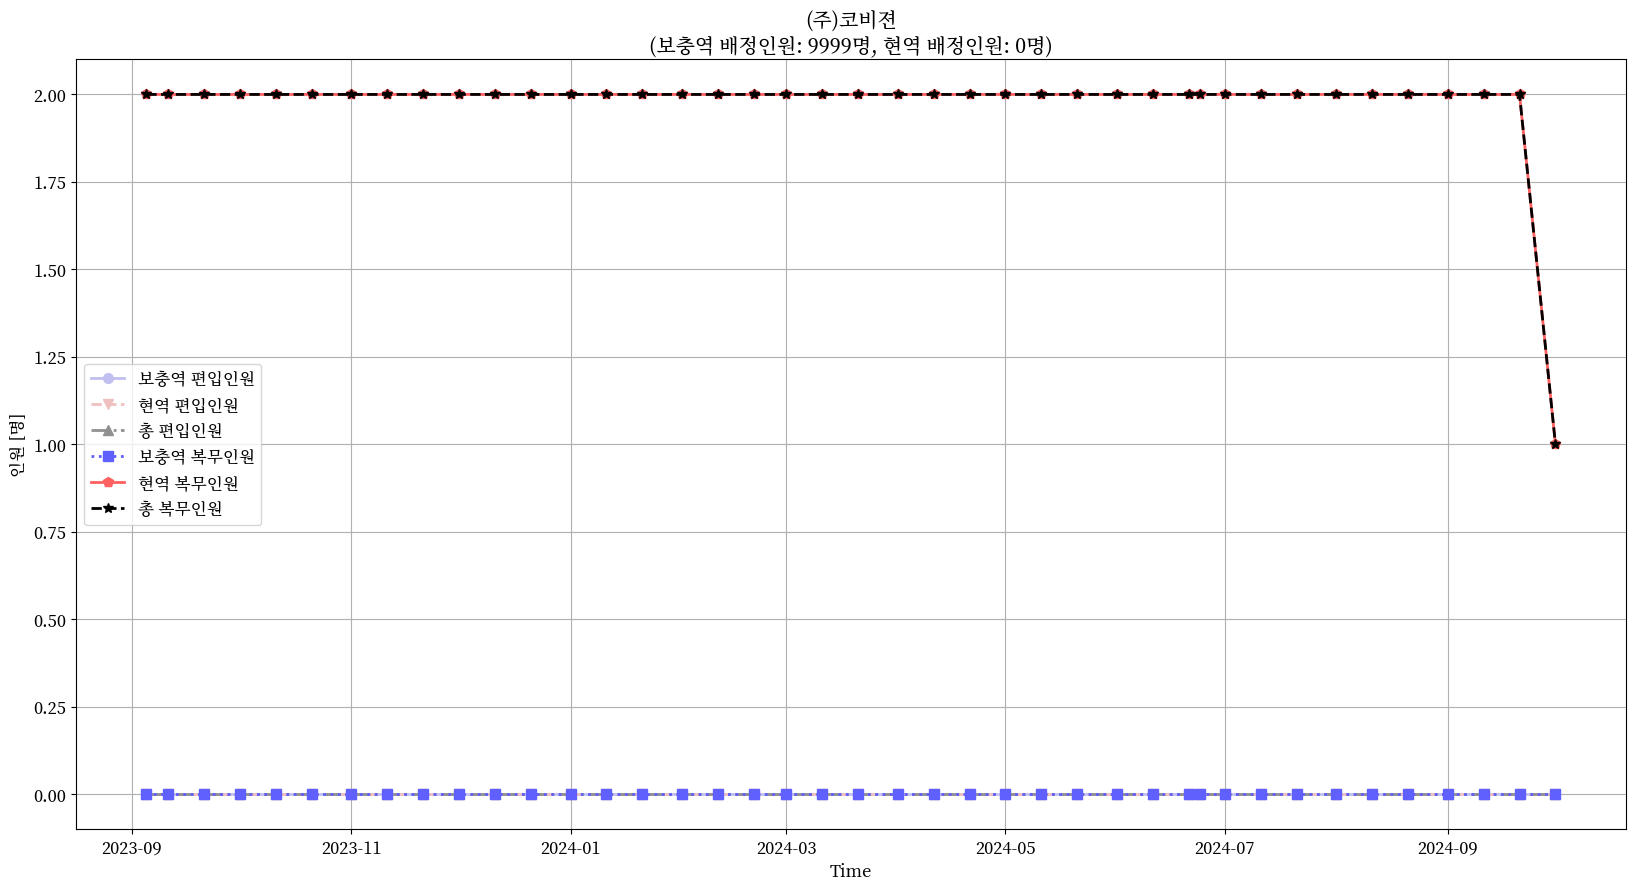 (주)코비젼
(보충역 배정인원: 9999명, 현역 배정인원: 0명)
2.00
1.75
1.50
1.25
1.00
0.75
0.50
0.25
0.00
인원 [명]
보충역 편입인원
현역 편입인원
총 편입인원
보충역 복무인원
현역 복무인원
총 복무인원
2023-09
2023-11
2024-01
2024-03
2024-05
2024-07
2024-09
Time